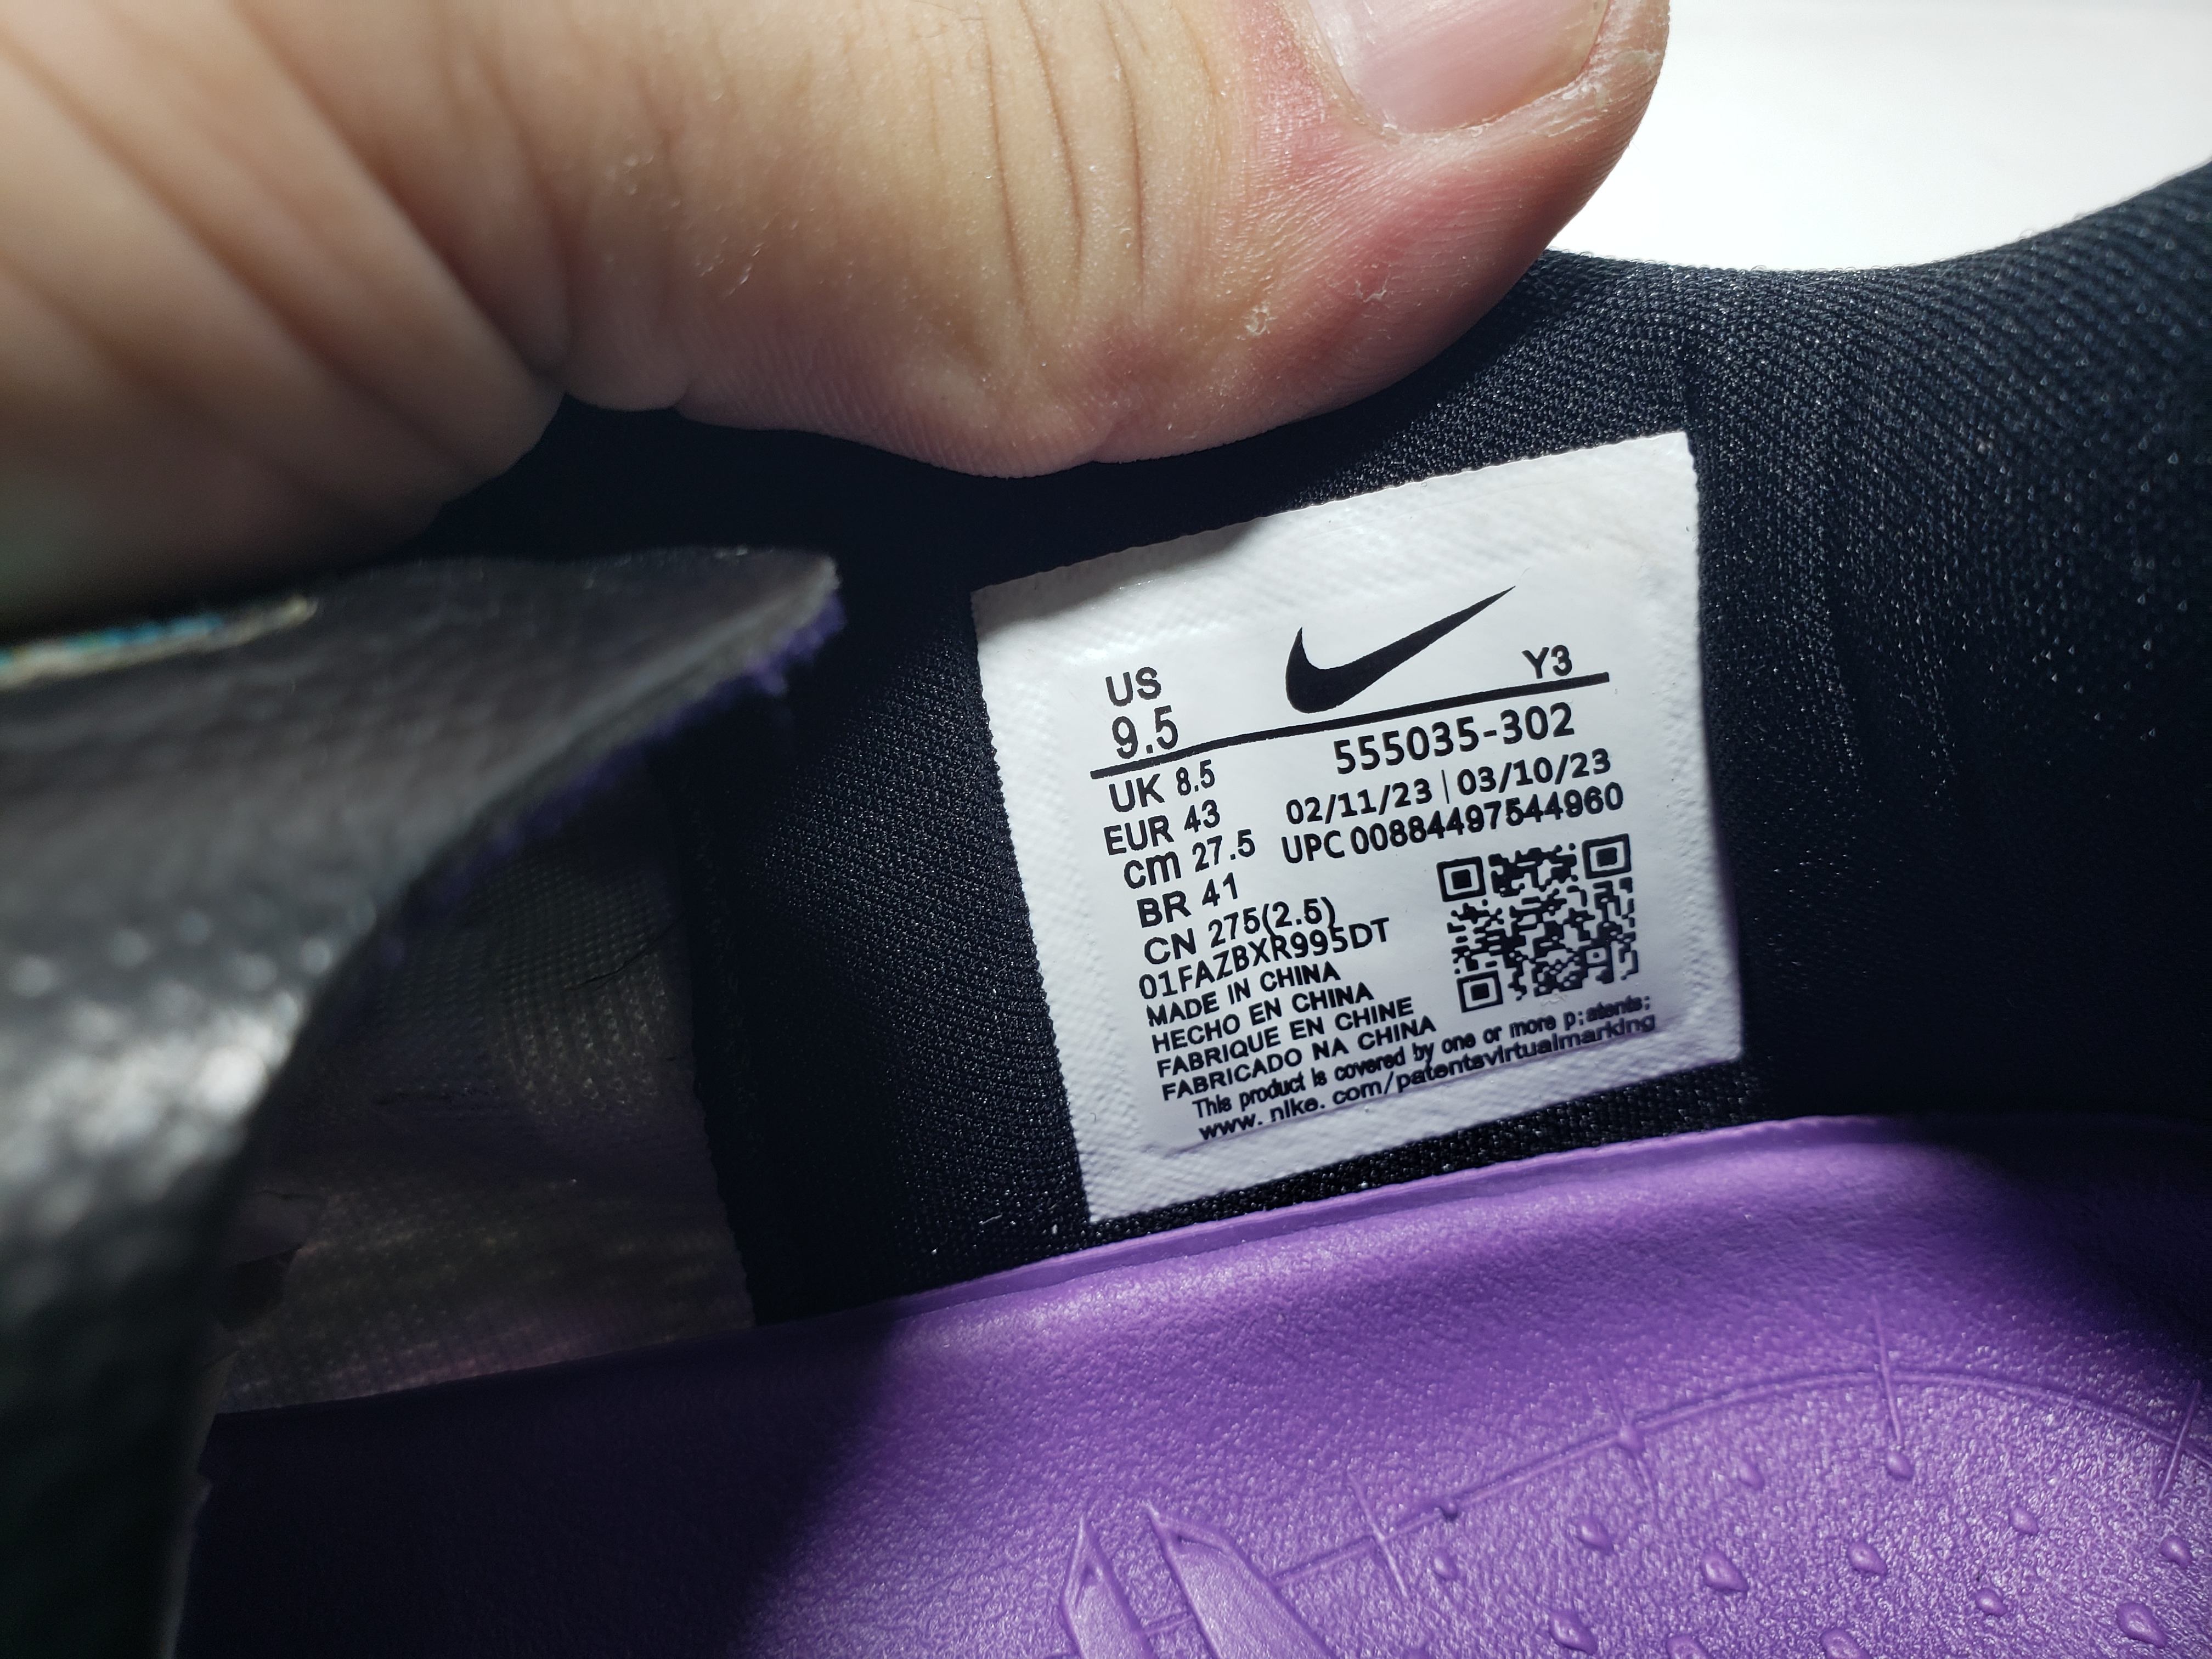 US
9.5
Y3
UK 8.5
555035-302
EUR 43
02/11/23 | 03/10/23
cm 27.5
UPC 00884497544960
BR 41
CN 275(2.5)
01FAZBXR995DT
MADE IN CHINA
HECHO EN CHINA
FABRIQUE EN CHINE
FABRICADO NA CHINA
This product is covered by one or more p:atents;
www. nike. com/patentsvirtualmarking